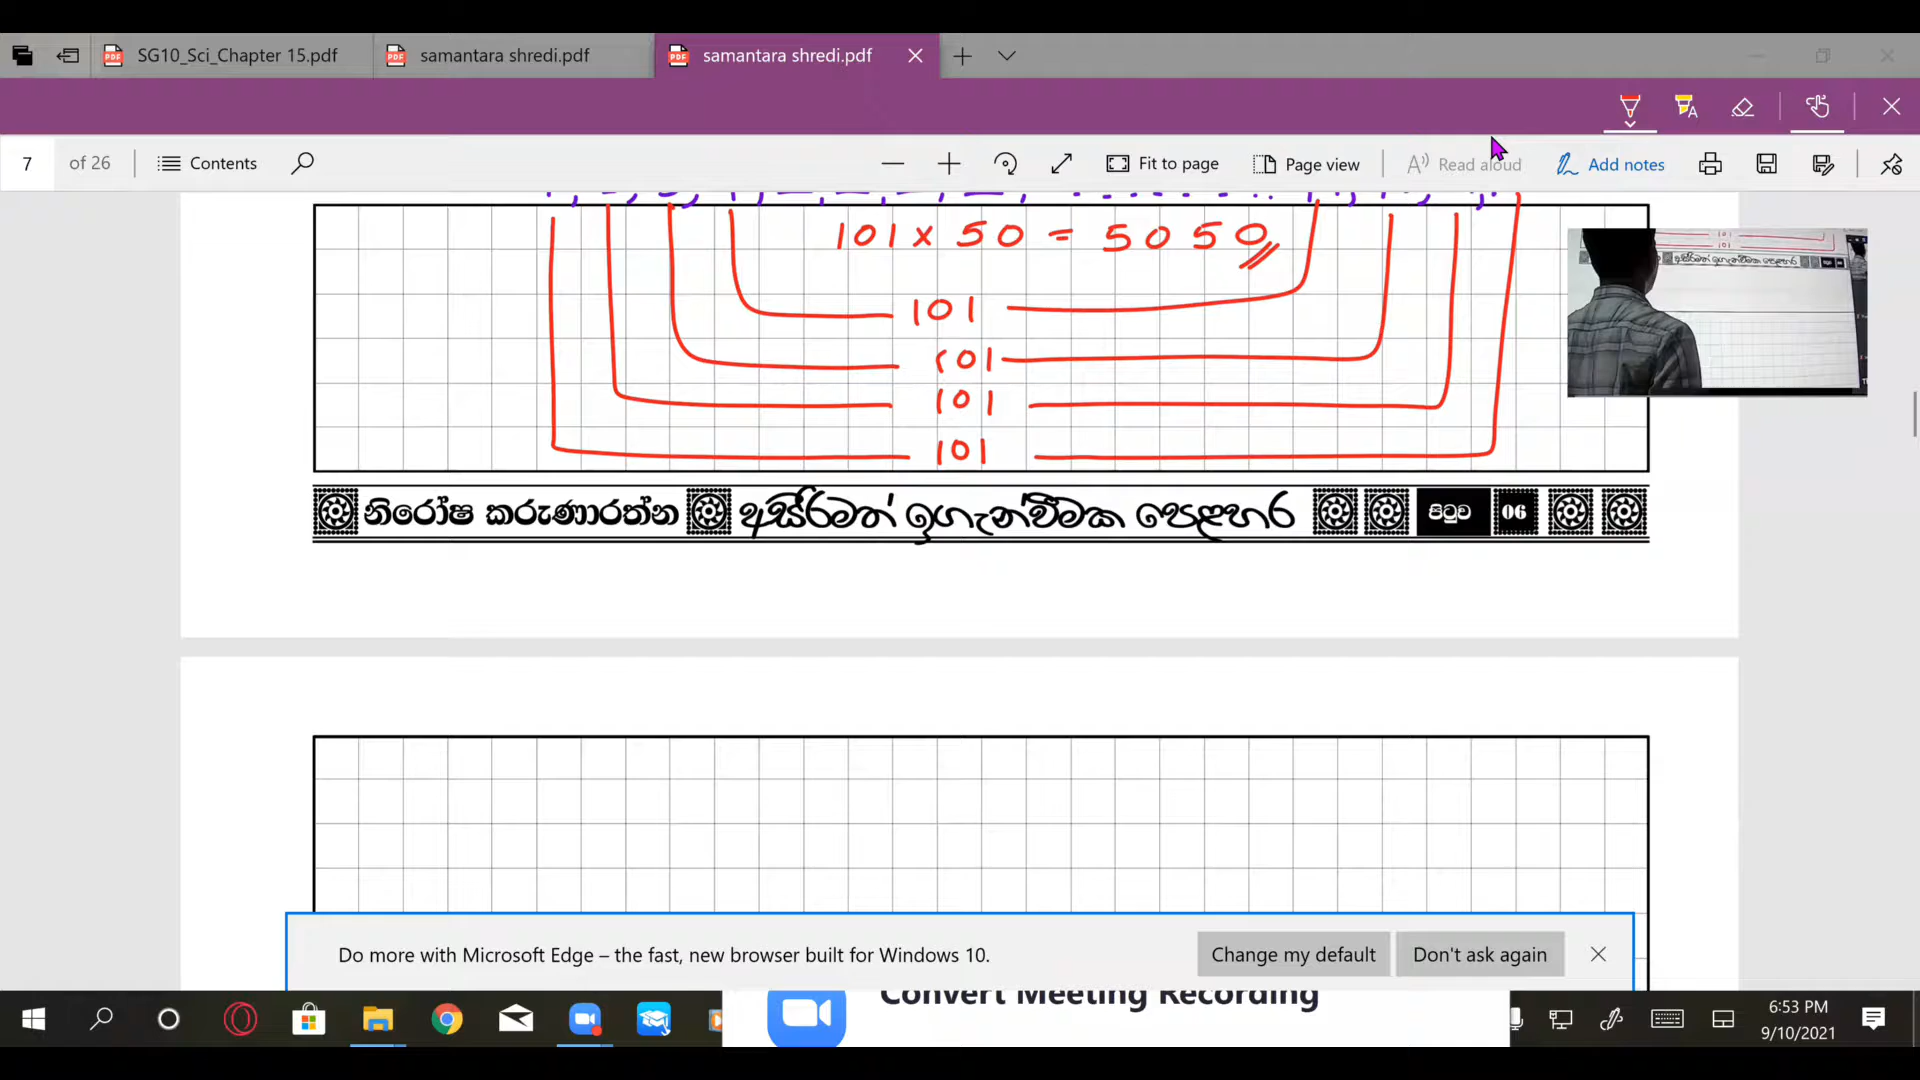 SG10_Sci_Chapter 15.pdf
samantara shredi.pdf
samantara shredi.pdf
7 of 26
Contents
Fit to page
Page view
Read aloud
Add notes
101 x 50 = 5050
101
101
101
101
නිරෝෂ කරුණාරත්න
අසිරිමත් ඉගැන්වීමක පෙළහර
පිටුව 06
Do more with Microsoft Edge – the fast, new browser built for Windows 10.
Change my default
Don't ask again
Convert Meeting Recording
6:53 PM
9/10/2021